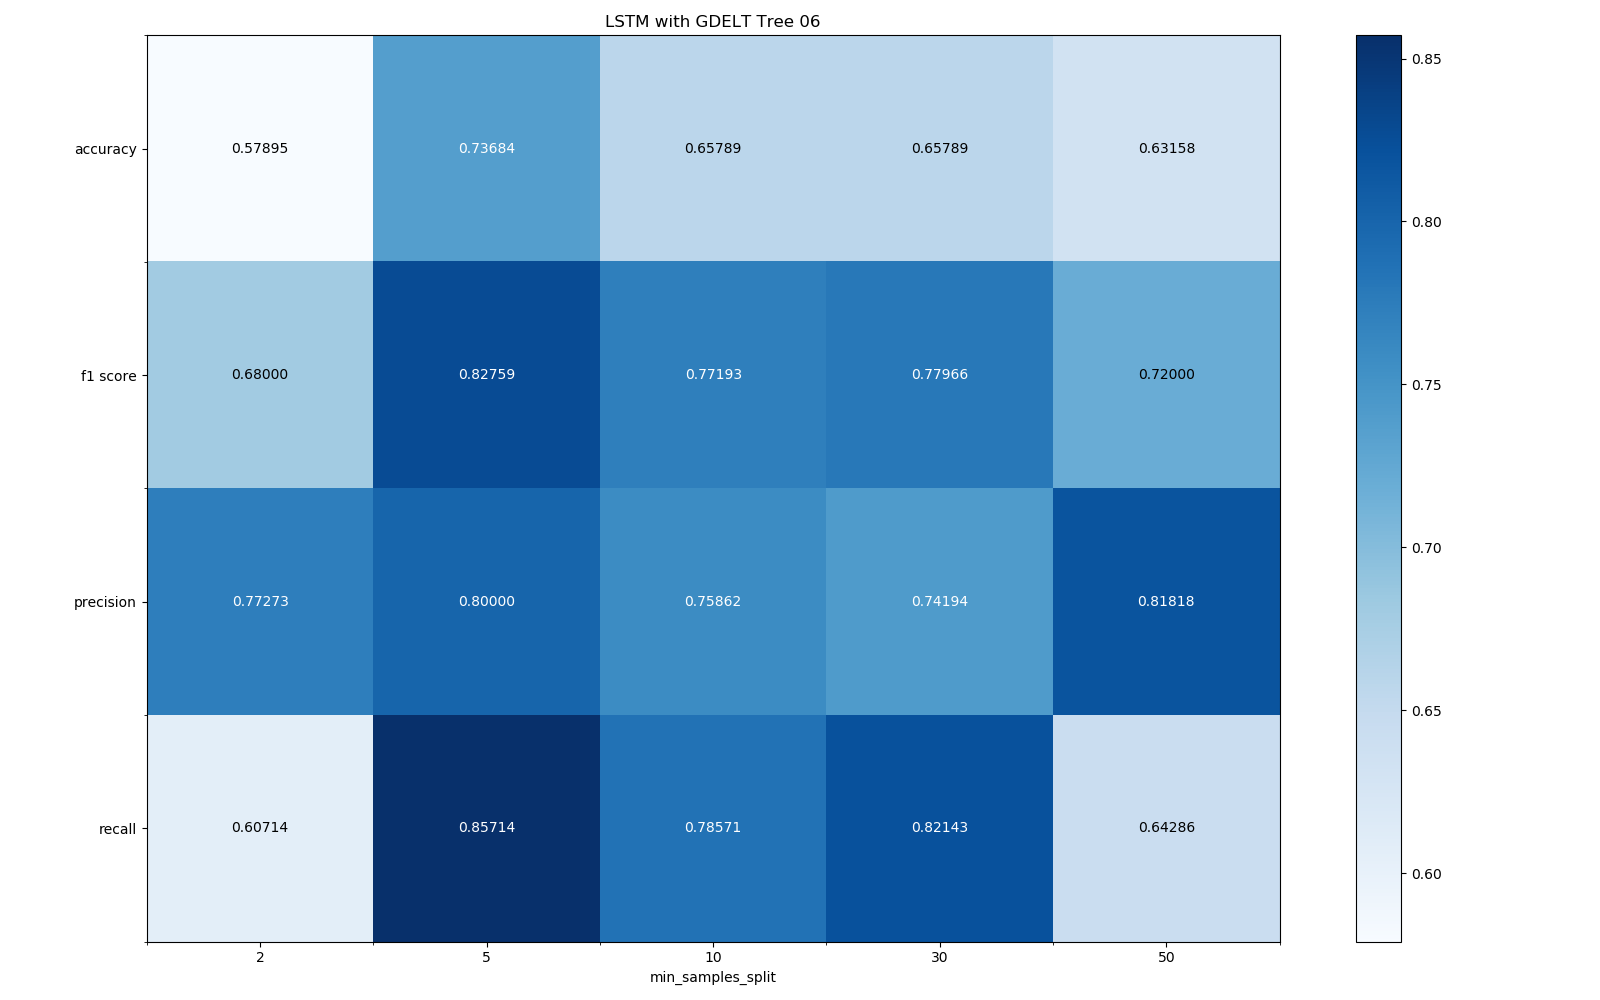 LSTM with GDELT Tree 06
accuracy 0.57895 0.73684 0.65789 0.65789 0.63158
f1 score 0.68000 0.82759 0.77193 0.77966 0.72000
precision 0.77273 0.80000 0.75862 0.74194 0.81818
recall 0.60714 0.85714 0.78571 0.82143 0.64286
2 5 10 30 50
min_samples_split
0.85
0.80
0.75
0.70
0.65
0.60